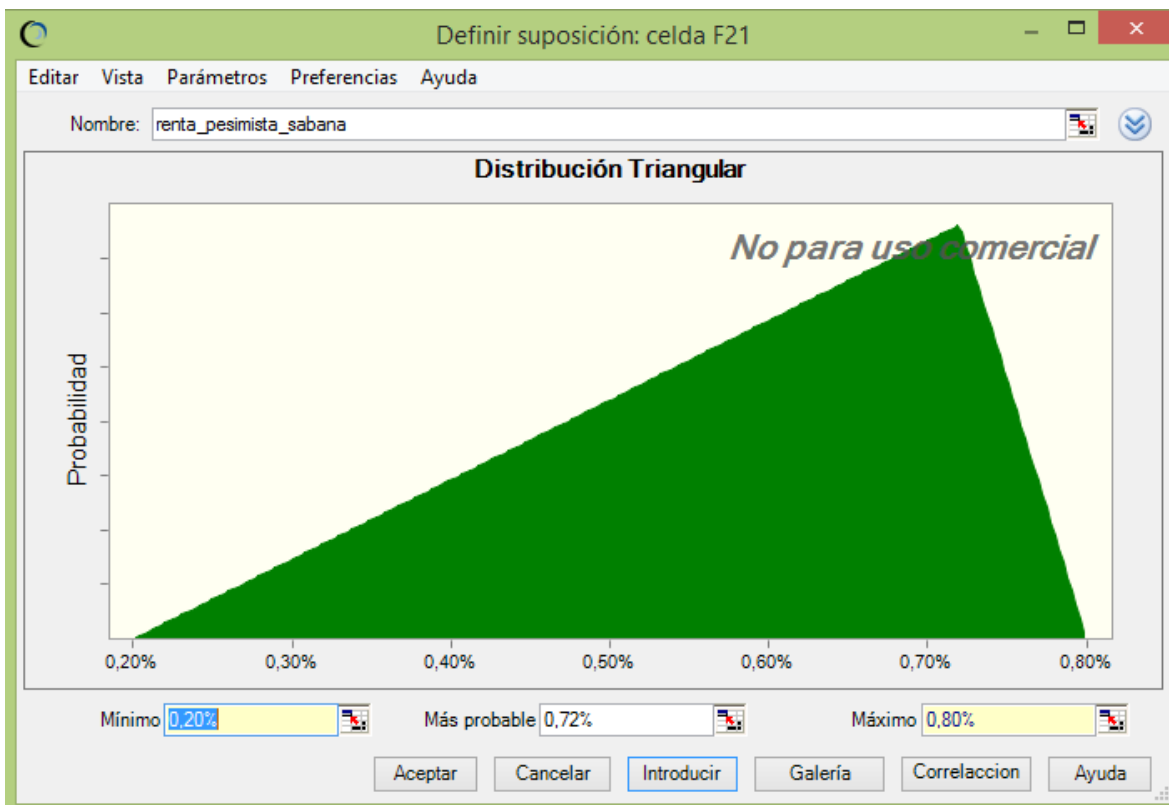 Definir suposición: celda F21
Editar Vista Parámetros Preferencias Ayuda
Nombre: renta_pesimista_sabana
Distribución Triangular
No para uso comercial
Probabilidad
0,20% 0,30% 0,40% 0,50% 0,60% 0,70% 0,80%
Mínimo 0,20% Más probable 0,72% Máximo 0,80%
Aceptar Cancelar Introducir Galería Correlaccion Ayuda